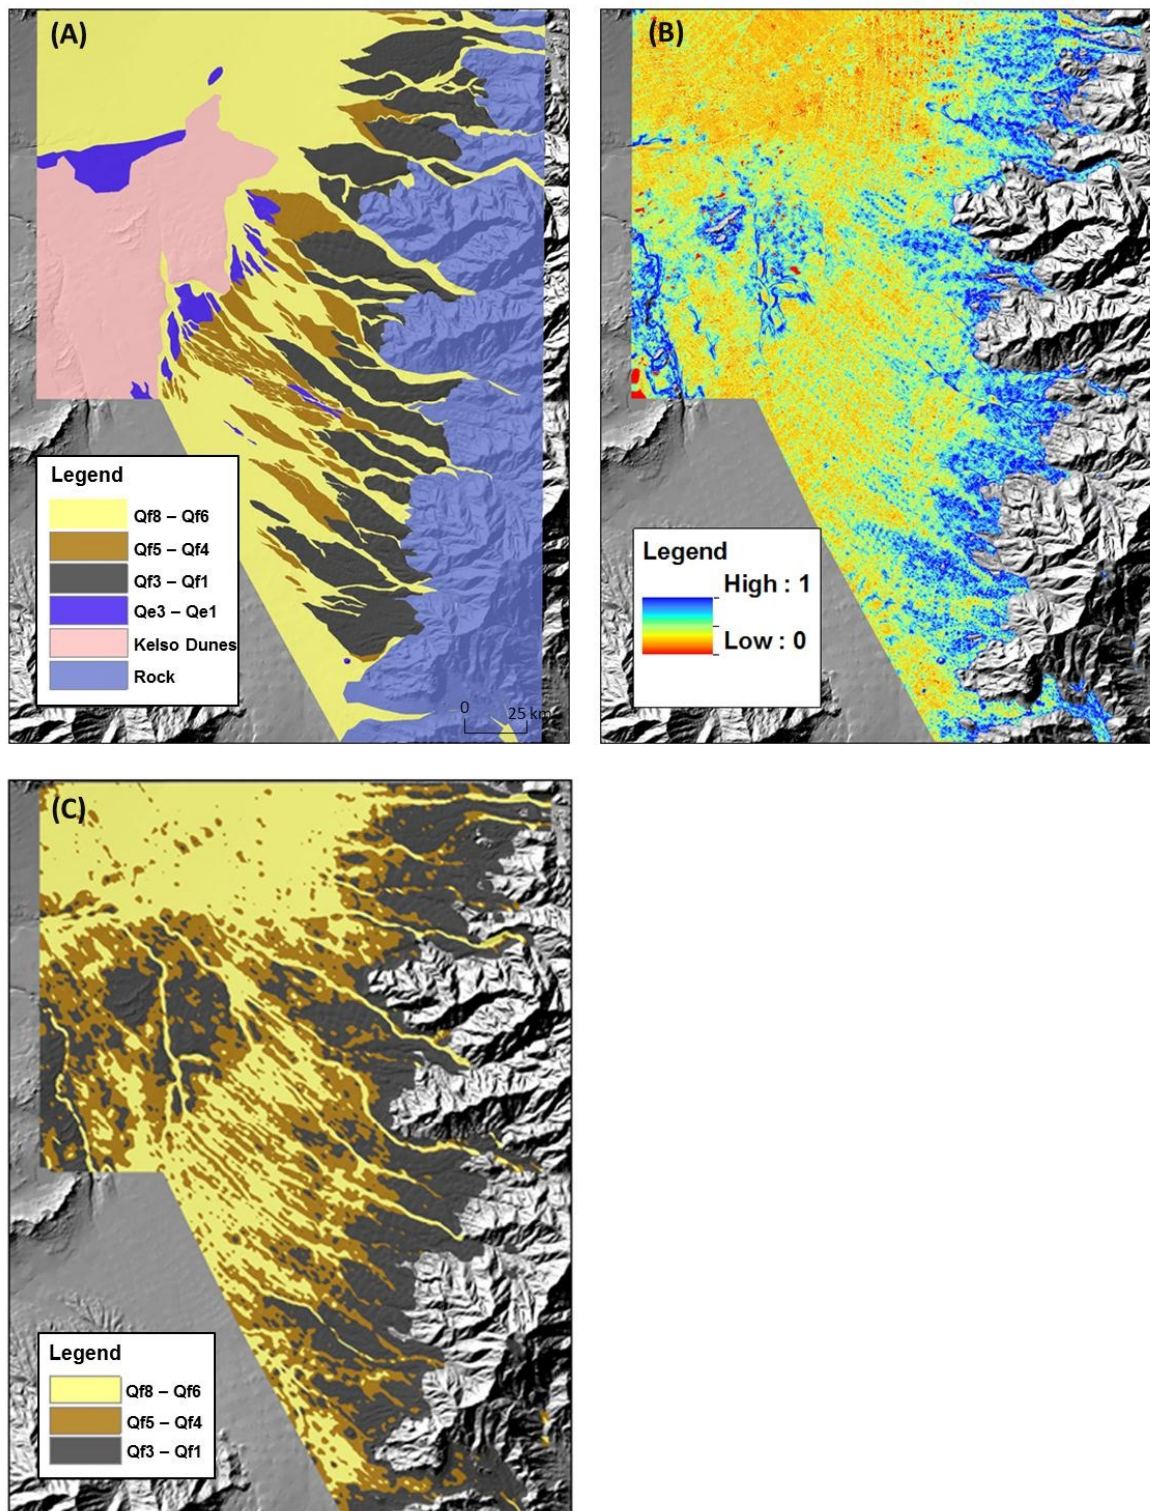 (A)
Legend
Qf8 – Qf6
Qf5 – Qf4
Qf3 – Qf1
Qe3 – Qe1
Kelso Dunes
Rock
0 25 km
(B)
Legend
High : 1
Low : 0
(C)
Legend
Qf8 – Qf6
Qf5 – Qf4
Qf3 – Qf1